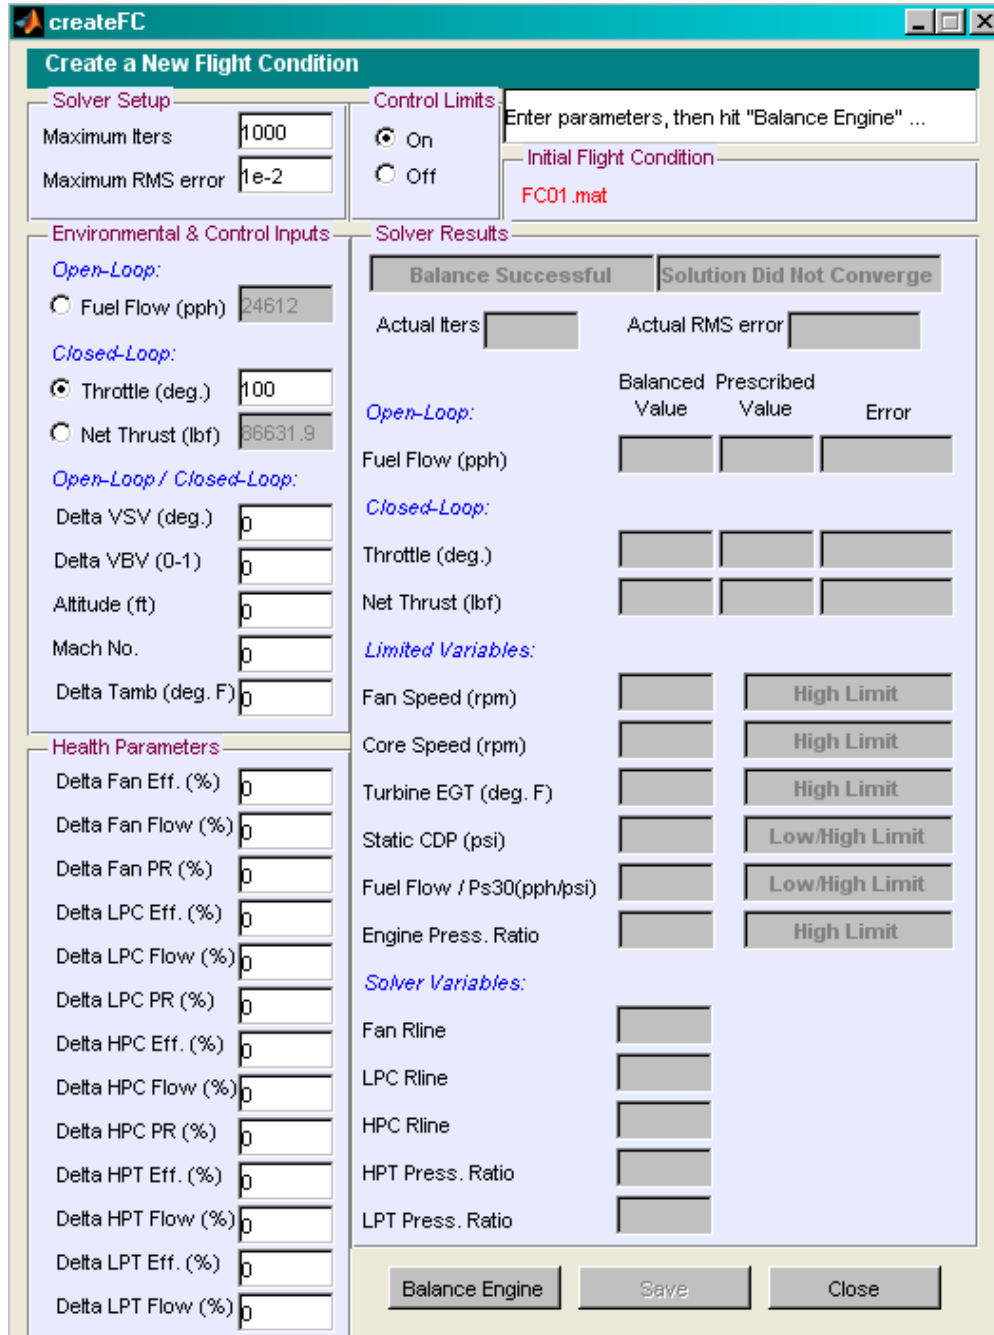 createFC
Create a New Flight Condition
Solver Setup
Maximum Iters 1000
Maximum RMS error 1e-2
Control Limits
On
Off
Enter parameters, then hit "Balance Engine" ...
Initial Flight Condition
FC01.mat
Environmental & Control Inputs
Open-Loop:
Fuel Flow (pph) 24612
Closed-Loop:
Throttle (deg.) 100
Net Thrust (lbf) 86631.9
Open-Loop / Closed-Loop:
Delta VSV (deg.) 0
Delta VBV (0-1) 0
Altitude (ft) 0
Mach No. 0
Delta Tamb (deg. F) 0
Health Parameters
Delta Fan Eff. (%) 0
Delta Fan Flow (%) 0
Delta Fan PR (%) 0
Delta LPC Eff. (%) 0
Delta LPC Flow (%) 0
Delta LPC PR (%) 0
Delta HPC Eff. (%) 0
Delta HPC Flow (%) 0
Delta HPC PR (%) 0
Delta HPT Eff. (%) 0
Delta HPT Flow (%) 0
Delta LPT Eff. (%) 0
Delta LPT Flow (%) 0
Solver Results
Balance Successful Solution Did Not Converge
Actual Iters Actual RMS error
Balanced Prescribed
Value Value Error
Open-Loop:
Fuel Flow (pph)
Closed-Loop:
Throttle (deg.)
Net Thrust (lbf)
Limited Variables:
Fan Speed (rpm) High Limit
Core Speed (rpm) High Limit
Turbine EGT (deg. F) High Limit
Static CDP (psi) Low/High Limit
Fuel Flow / Ps30(pph/psi) Low/High Limit
Engine Press. Ratio High Limit
Solver Variables:
Fan Rline
LPC Rline
HPC Rline
HPT Press. Ratio
LPT Press. Ratio
Balance Engine Save Close